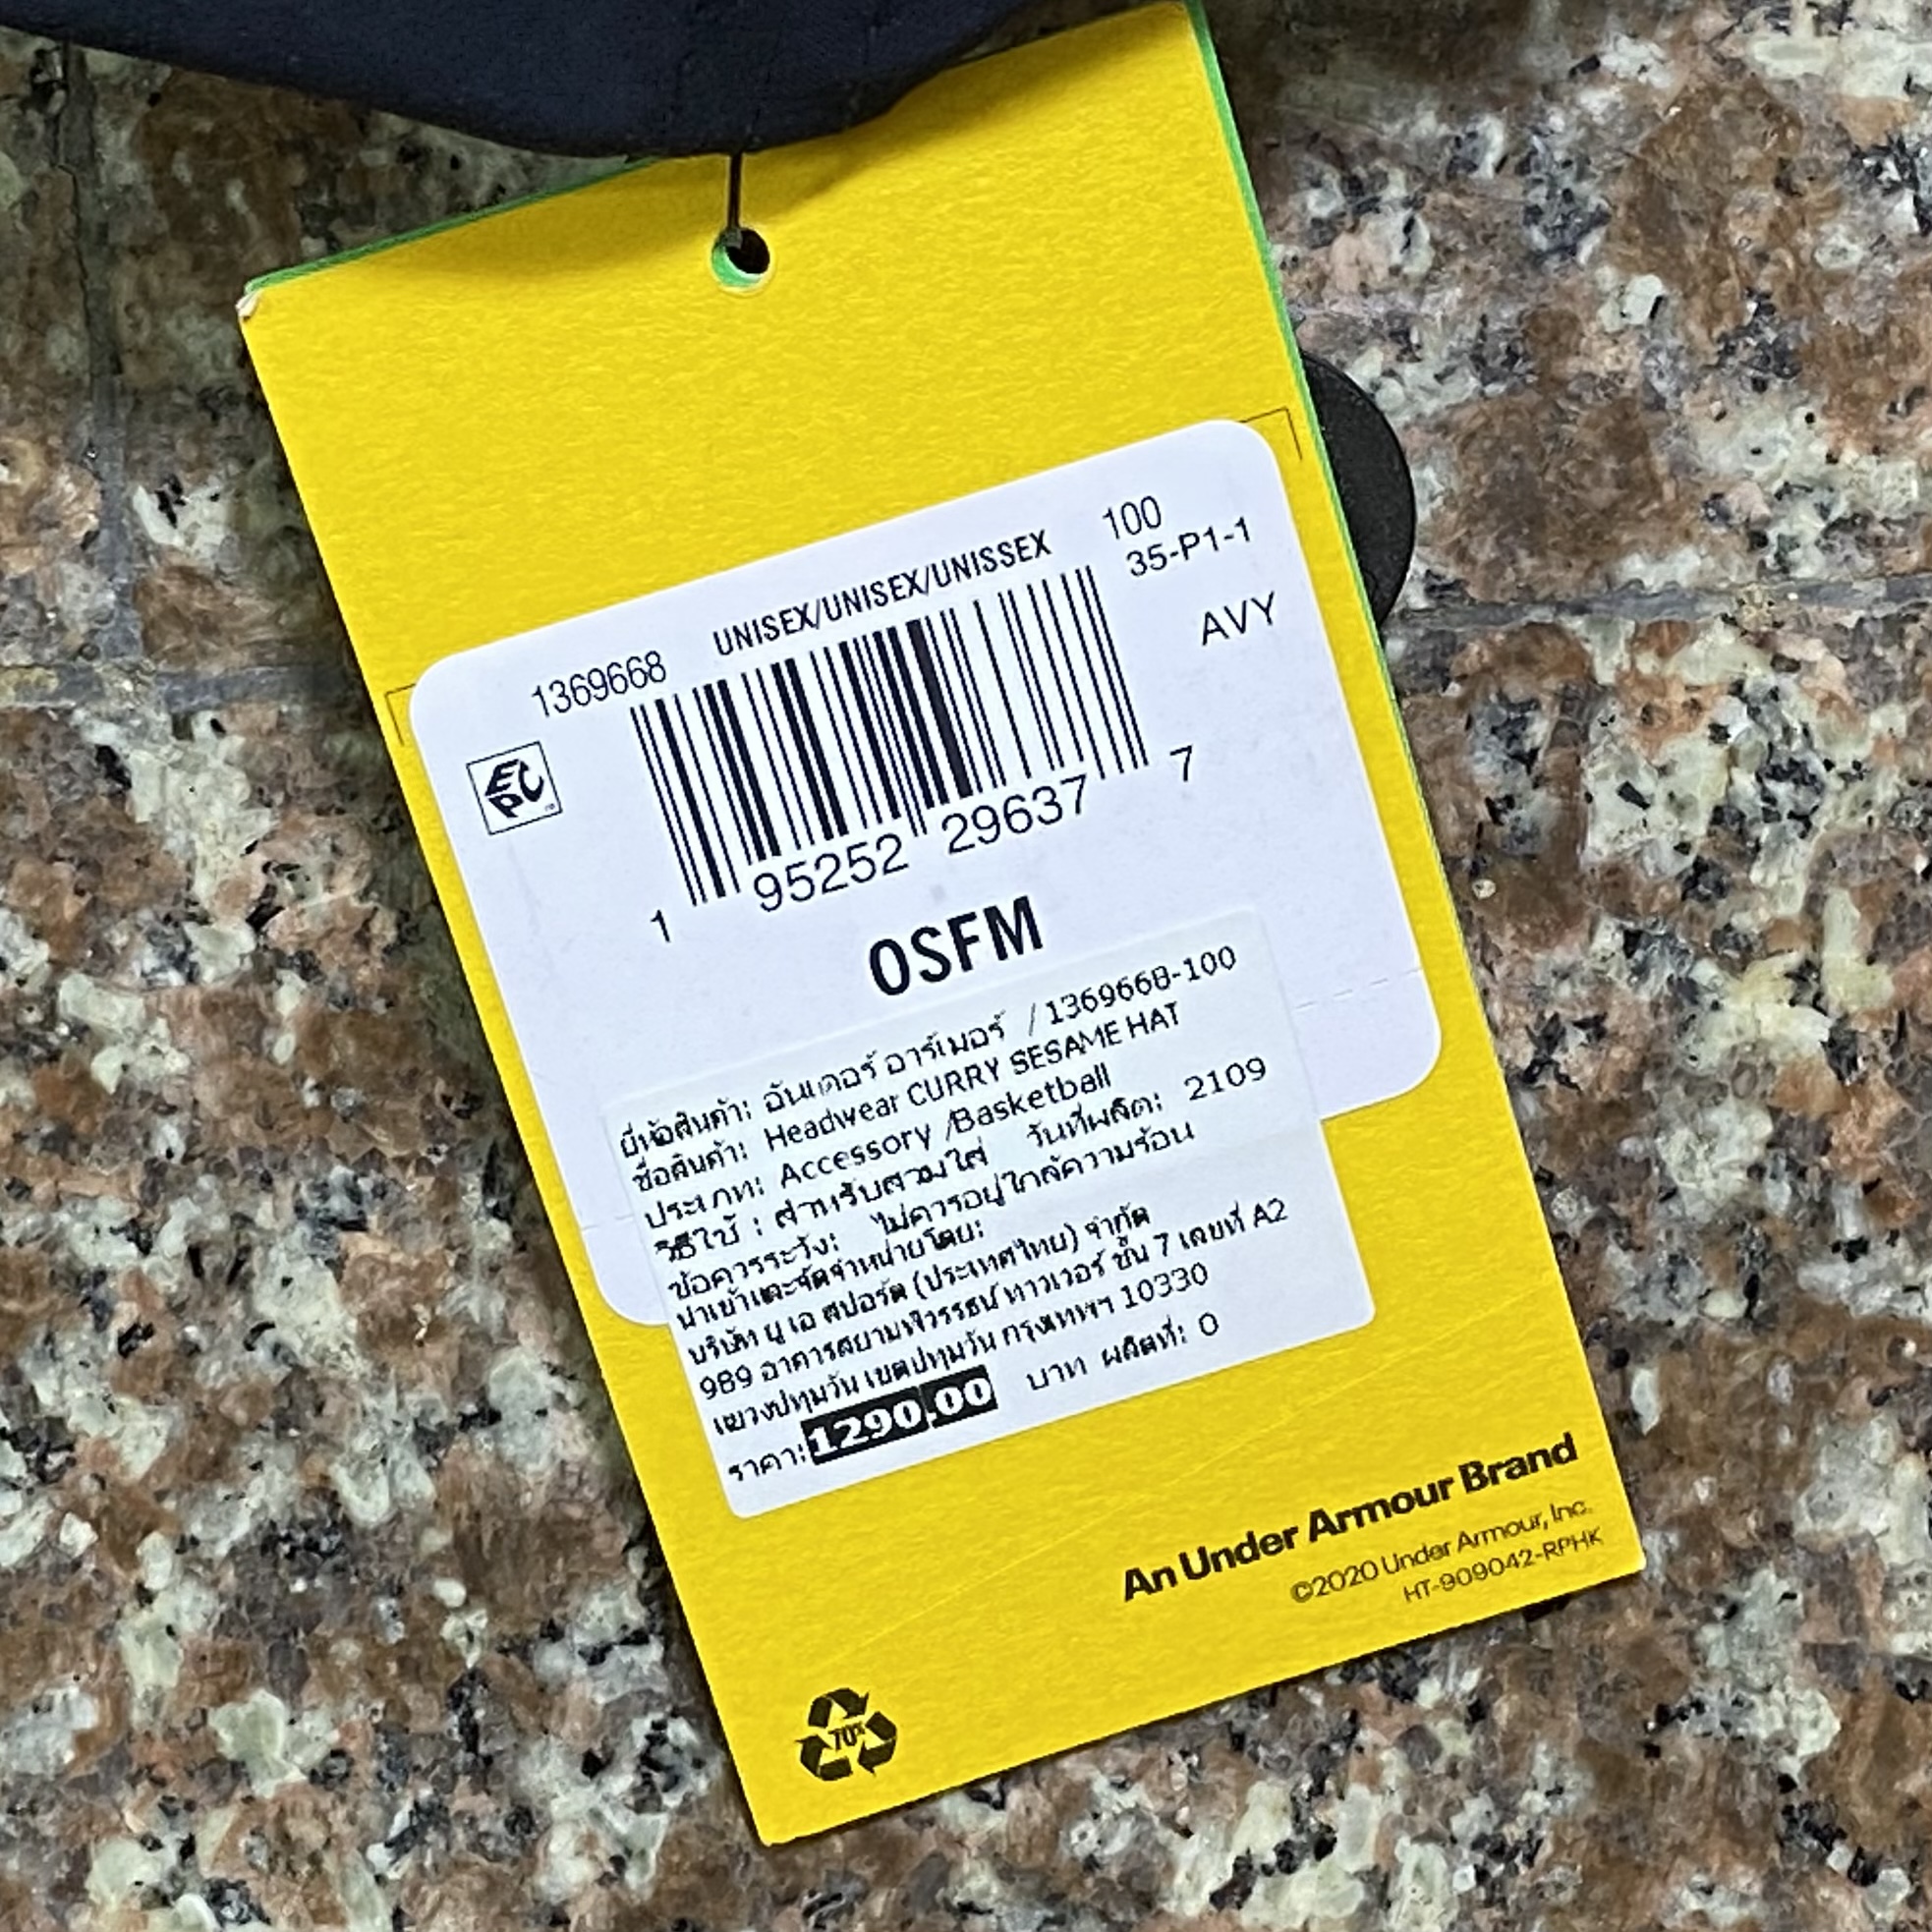 1369668 UNISEX/UNISEX/UNISSEX 100
35-P1-1
AVY
EPC
1 95252 29637 7
OSFM
ยี่ห้อสินค้า: อันเดอร์ อาร์เมอร์ / 1369668-100
ชื่อสินค้า: Headwear CURRY SESAME HAT
ประเภท: Accessory /Basketball
วิธีใช้ : สำหรับสวมใส่ วันที่ผลิต: 2109
ข้อควรระวัง: ไม่ควรอยู่ใกล้ความร้อน
นำเข้าและจัดจำหน่ายโดย:
บริษัท ยู เอ สปอร์ต (ประเทศไทย) จำกัด
989 อาคารสยามพิวรรธน์ ทาวเวอร์ ชั้น 7 เลขที่ A2
แขวงปทุมวัน เขตปทุมวัน กรุงเทพฯ 10330
ราคา: 1290.00 บาท ผลิตที่: 0
An Under Armour Brand
©2020 Under Armour, Inc.
HT-909042-RPHK
70%